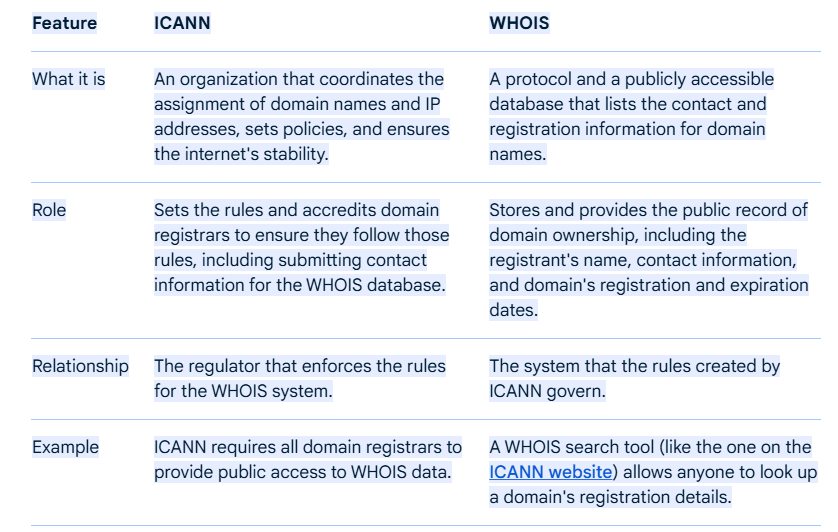 Feature ICANN WHOIS
What it is An organization that coordinates the A protocol and a publicly accessible
assignment of domain names and IP database that lists the contact and
addresses, sets policies, and ensures registration information for domain
the internet's stability. names.
Role Sets the rules and accredits domain Stores and provides the public record of
registrars to ensure they follow those domain ownership, including the
rules, including submitting contact registrant's name, contact information,
information for the WHOIS database. and domain's registration and expiration
dates.
Relationship The regulator that enforces the rules The system that the rules created by
for the WHOIS system. ICANN govern.
Example ICANN requires all domain registrars to A WHOIS search tool (like the one on the
provide public access to WHOIS data. ICANN website) allows anyone to look up
a domain's registration details.